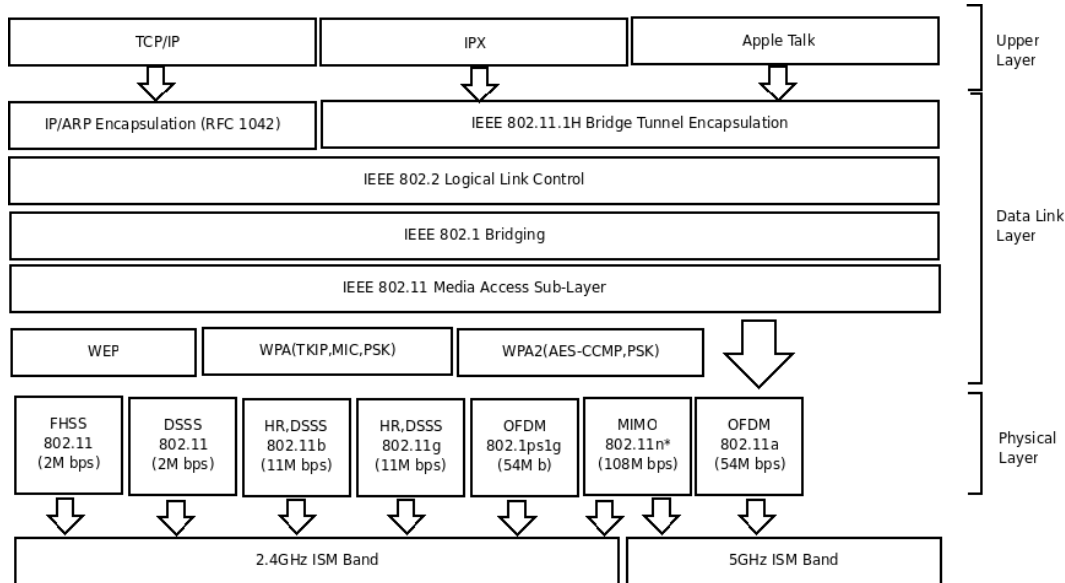 TCP/IP
IPX
Apple Talk
Upper
Layer
IP/ARP Encapsulation (RFC 1042)
IEEE 802.11.1H Bridge Tunnel Encapsulation
IEEE 802.2 Logical Link Control
IEEE 802.1 Bridging
Data Link
Layer
IEEE 802.11 Media Access Sub-Layer
WEP
WPA(TKIP,MIC,PSK)
WPA2(AES-CCMP,PSK)
FHSS
802.11
(2M bps)
DSSS
802.11
(2M bps)
HR,DSSS
802.11b
(11M bps)
HR,DSSS
802.11g
(11M bps)
OFDM
802.1ps1g
(54M b)
MIMO
802.11n*
(108M bps)
OFDM
802.11a
(54M bps)
Physical
Layer
2.4GHz ISM Band
5GHz ISM Band